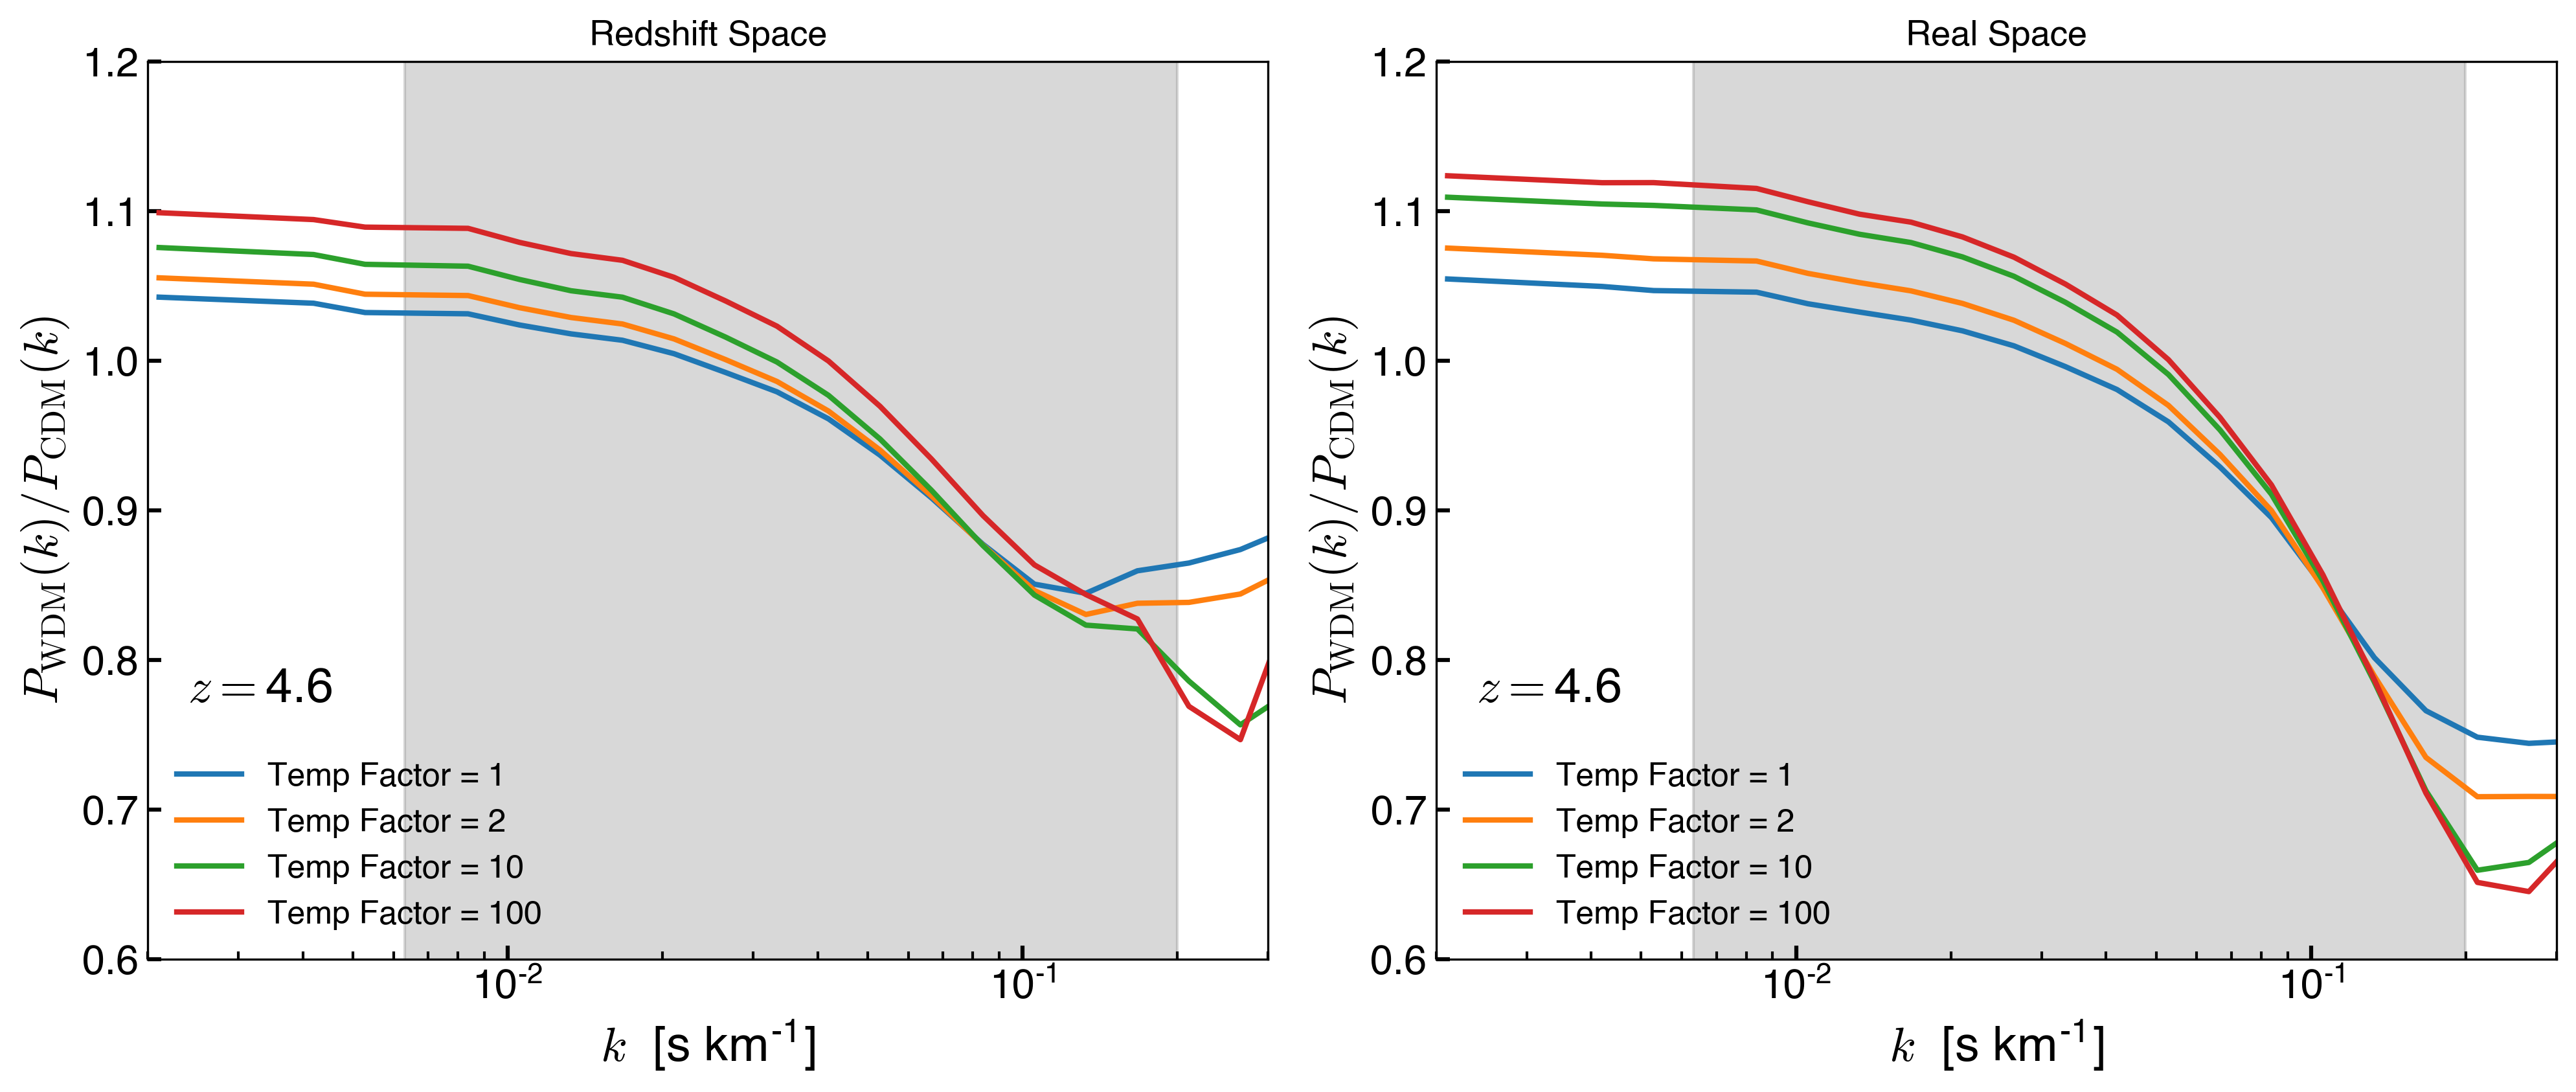 Redshift Space
1.2
1.1
1.0
0.9
0.8
0.7
0.6
P_WDM(k)/P_CDM(k)
z = 4.6
Temp Factor = 1
Temp Factor = 2
Temp Factor = 10
Temp Factor = 100
10^-2
10^-1
k [s km^-1]
Real Space
1.2
1.1
1.0
0.9
0.8
0.7
0.6
P_WDM(k)/P_CDM(k)
z = 4.6
Temp Factor = 1
Temp Factor = 2
Temp Factor = 10
Temp Factor = 100
10^-2
10^-1
k [s km^-1]